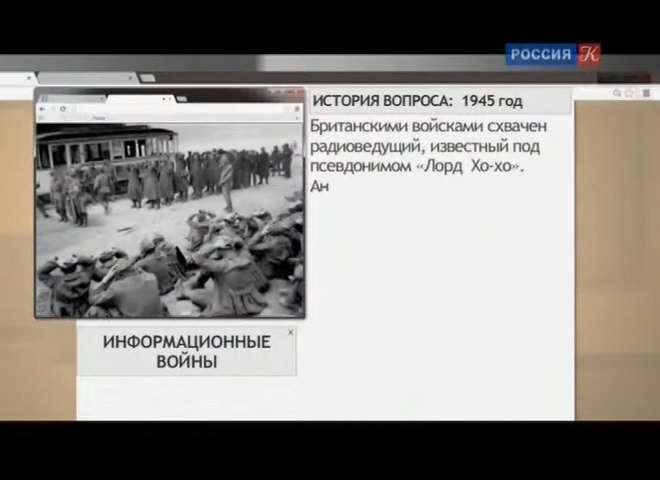 РОССИЯ К
ИСТОРИЯ ВОПРОСА: 1945 год
Британскими войсками схвачен
радиоведущий, известный под
псевдонимом «Лорд Хо-хо».
Ан
ИНФОРМАЦИОННЫЕ
ВОЙНЫ